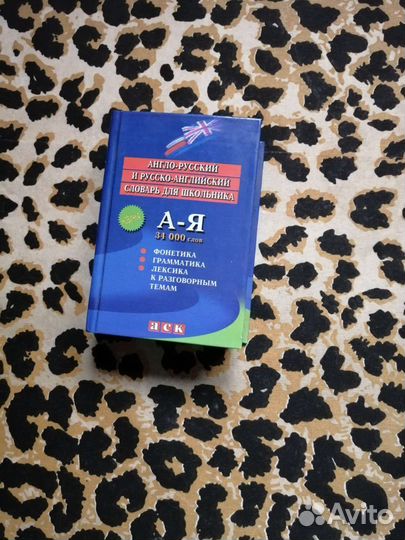 АНГЛО-РУССКИЙ
И РУССКО-АНГЛИЙСКИЙ
СЛОВАРЬ ДЛЯ ШКОЛЬНИКА
А-Я
34 000 слов
ФОНЕТИКА
ГРАММАТИКА
ЛЕКСИКА
К РАЗГОВОРНЫМ
ТЕМАМ
аск
Avito